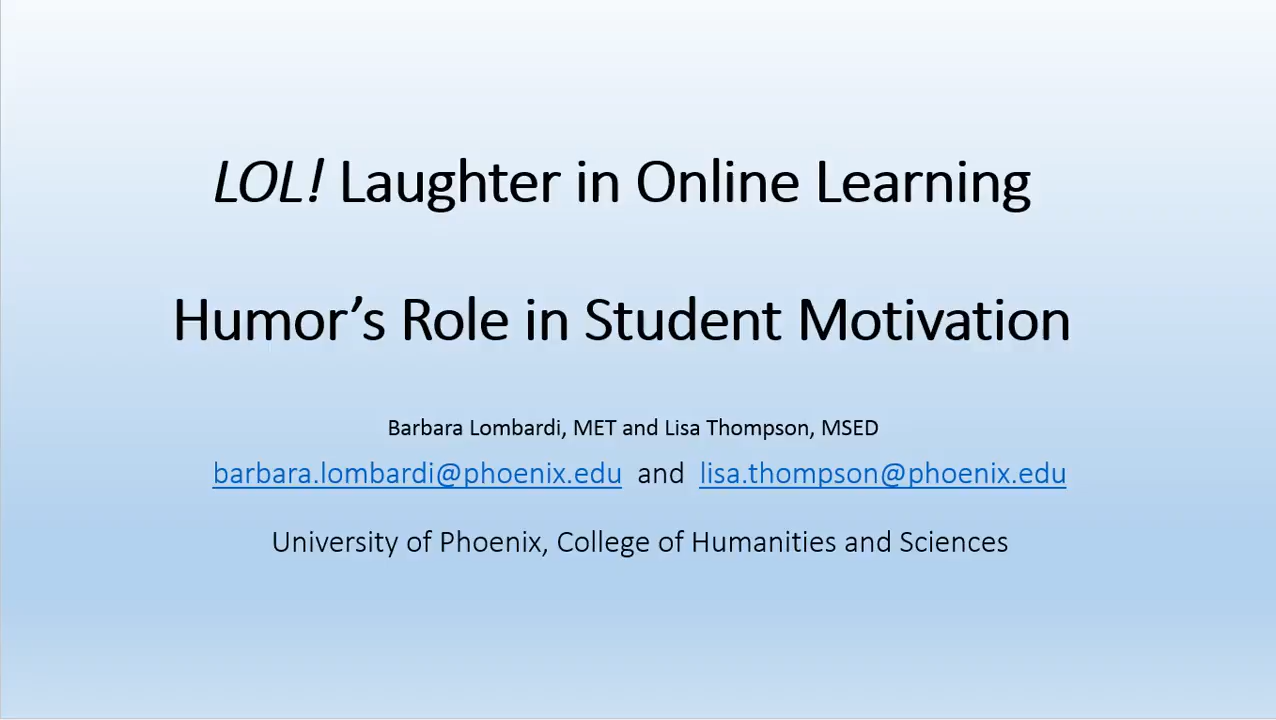 LOL! Laughter in Online Learning
Humor’s Role in Student Motivation
Barbara Lombardi, MET and Lisa Thompson, MSED
barbara.lombardi@phoenix.edu and lisa.thompson@phoenix.edu
University of Phoenix, College of Humanities and Sciences